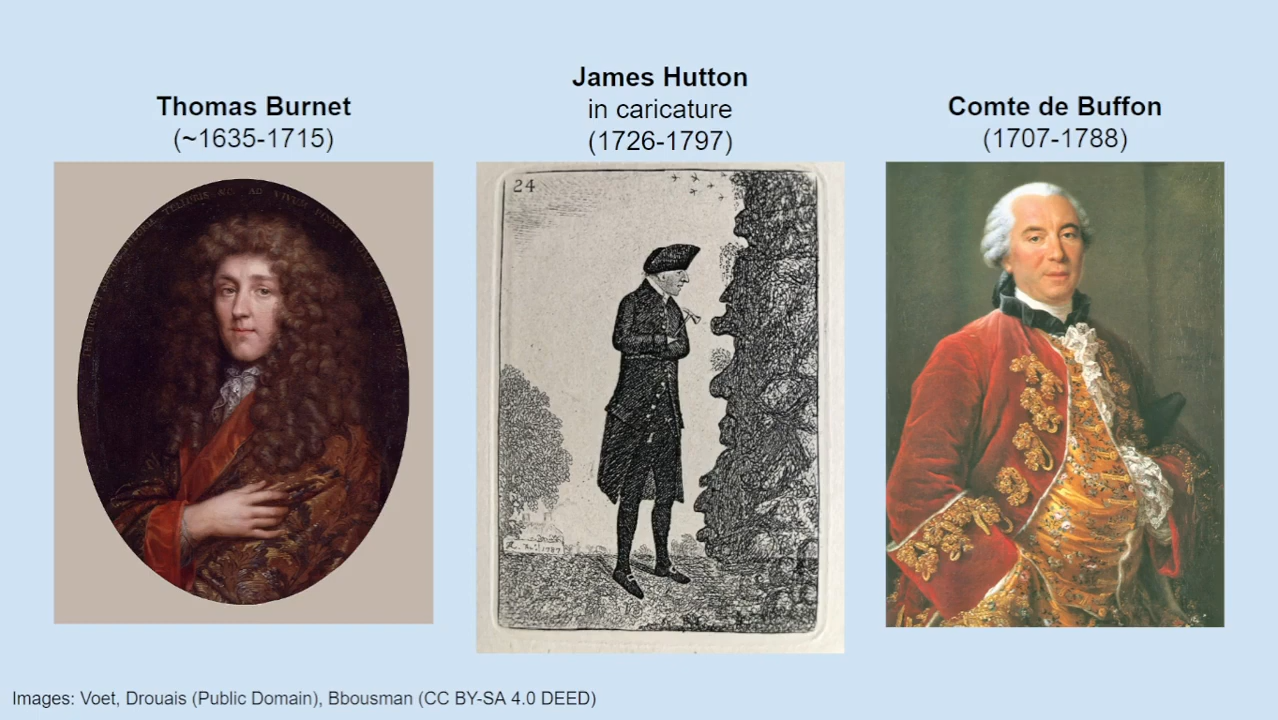 Thomas Burnet
(~1635-1715)
James Hutton
in caricature
(1726-1797)
Comte de Buffon
(1707-1788)
24
1787
Images: Voet, Drouais (Public Domain), Bbousman (CC BY-SA 4.0 DEED)